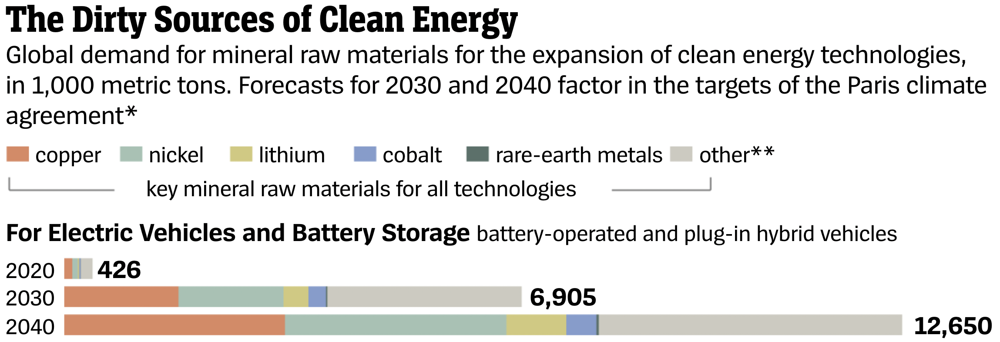 The Dirty Sources of Clean Energy
Global demand for mineral raw materials for the expansion of clean energy technologies,
in 1,000 metric tons. Forecasts for 2030 and 2040 factor in the targets of the Paris climate
agreement*
copper nickel lithium cobalt rare-earth metals other**
key mineral raw materials for all technologies
For Electric Vehicles and Battery Storage battery-operated and plug-in hybrid vehicles
2020 426
2030 6,905
2040 12,650